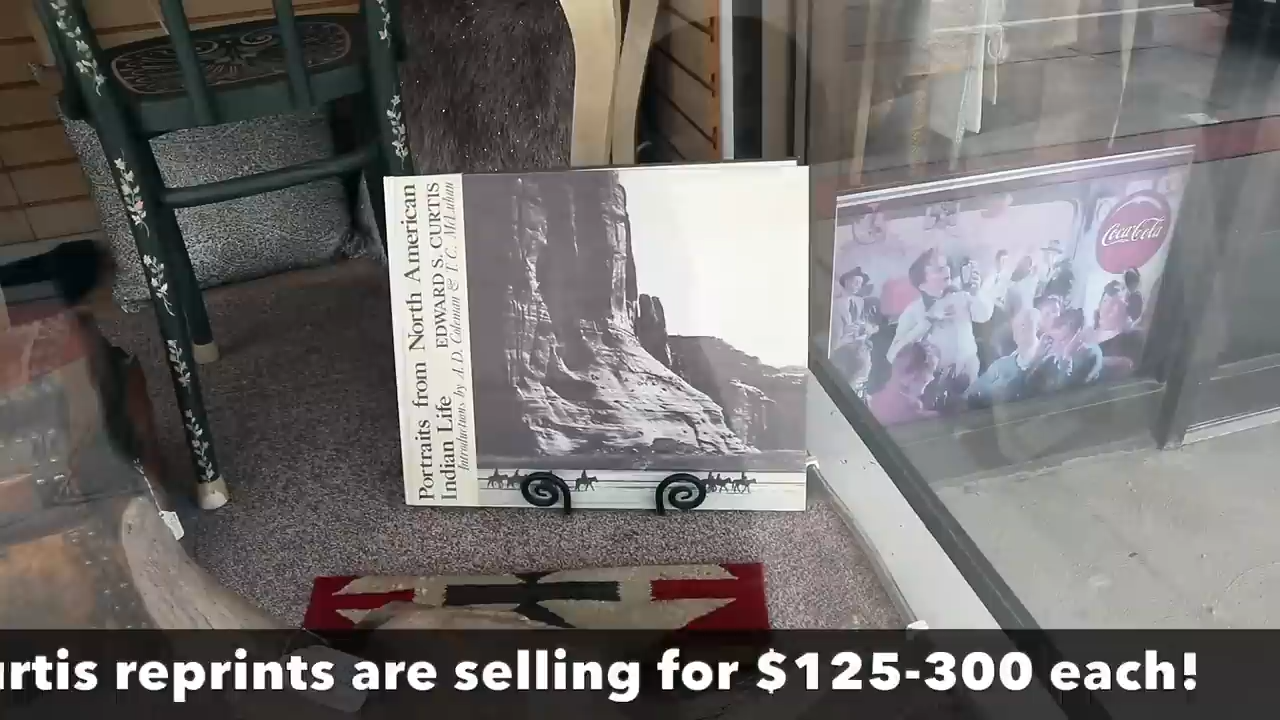 Portraits from North American
Indian Life EDWARD S. CURTIS
Introductions by A. D. Coleman & T. C. McLuhan
Coca-Cola
urtis reprints are selling for $125-300 each!